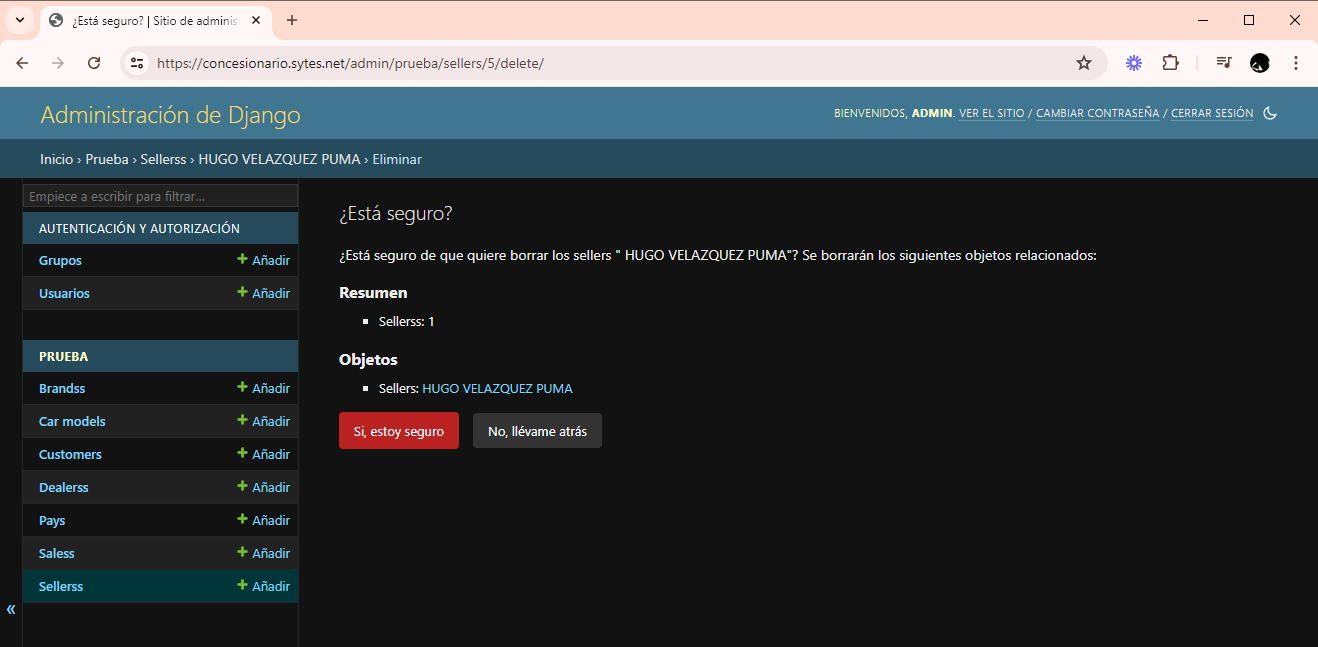 ¿Está seguro? | Sitio de adminis
https://concesionario.sytes.net/admin/prueba/sellers/5/delete/
Administración de Django
BIENVENIDOS, ADMIN. VER EL SITIO / CAMBIAR CONTRASEÑA / CERRAR SESIÓN
Inicio › Prueba › Sellerss › HUGO VELAZQUEZ PUMA › Eliminar
Empiece a escribir para filtrar...
AUTENTICACIÓN Y AUTORIZACIÓN
Grupos + Añadir
Usuarios + Añadir
PRUEBA
Brandss + Añadir
Car models + Añadir
Customers + Añadir
Dealerss + Añadir
Pays + Añadir
Saless + Añadir
Sellerss + Añadir
«
¿Está seguro?
¿Está seguro de que quiere borrar los sellers " HUGO VELAZQUEZ PUMA"? Se borrarán los siguientes objetos relacionados:
Resumen
Sellerss: 1
Objetos
Sellers: HUGO VELAZQUEZ PUMA
Si, estoy seguro
No, llévame atrás